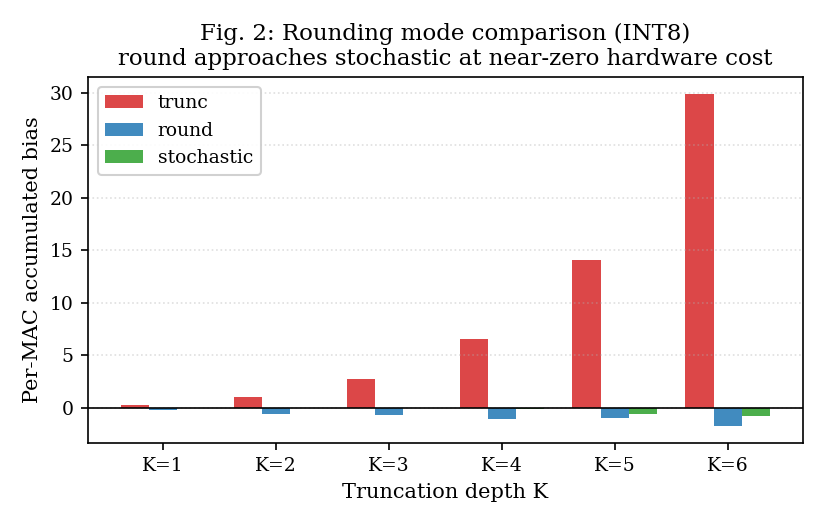 Fig. 2: Rounding mode comparison (INT8)
round approaches stochastic at near-zero hardware cost
trunc
round
stochastic
Per-MAC accumulated bias
30
25
20
15
10
5
0
K=1 K=2 K=3 K=4 K=5 K=6
Truncation depth K